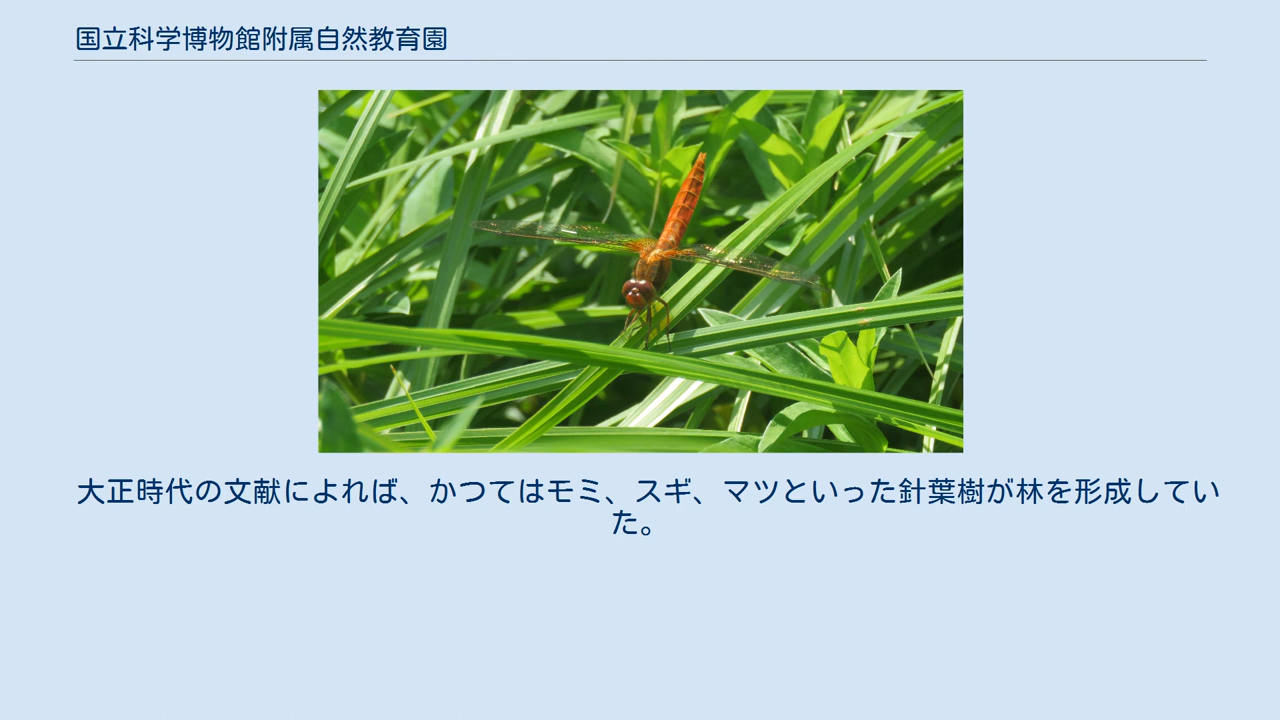 国立科学博物館附属自然教育園
大正時代の文献によれば、かつてはモミ、スギ、マツといった針葉樹が林を形成してい
た。